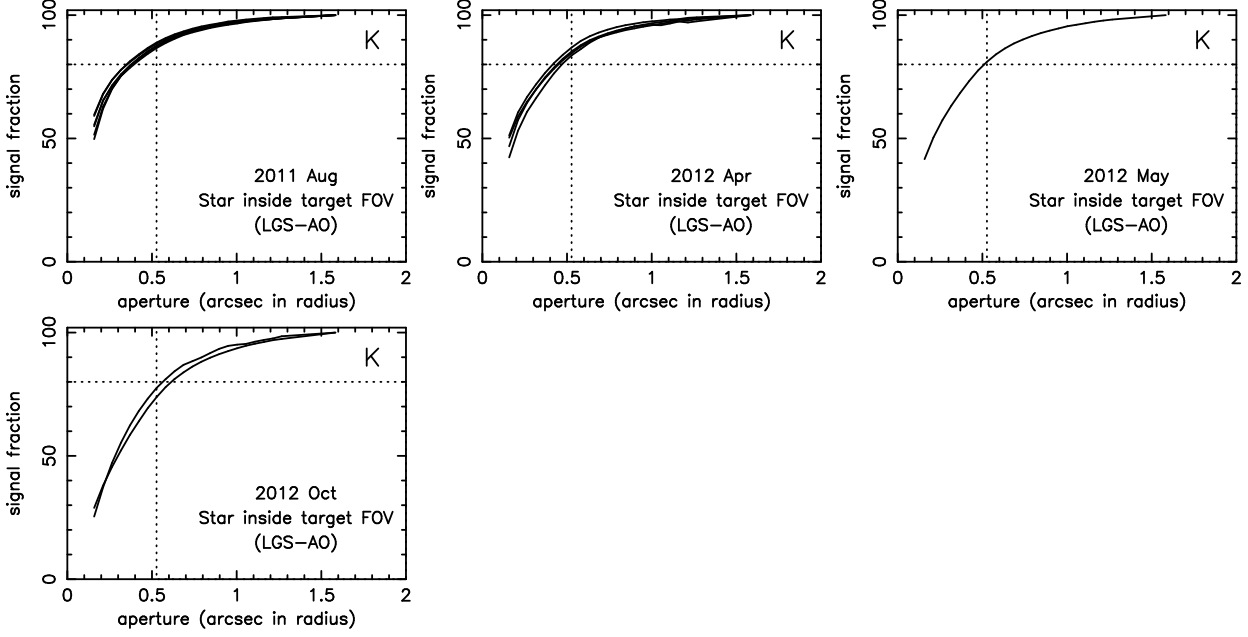 100
50
0
signal fraction
K
2011 Aug
Star inside target FOV
(LGS-AO)
0 0.5 1 1.5 2
aperture (arcsec in radius)
100
50
0
signal fraction
K
2012 Apr
Star inside target FOV
(LGS-AO)
0 0.5 1 1.5 2
aperture (arcsec in radius)
100
50
0
signal fraction
K
2012 May
Star inside target FOV
(LGS-AO)
0 0.5 1 1.5 2
aperture (arcsec in radius)
100
50
0
signal fraction
K
2012 Oct
Star inside target FOV
(LGS-AO)
0 0.5 1 1.5 2
aperture (arcsec in radius)